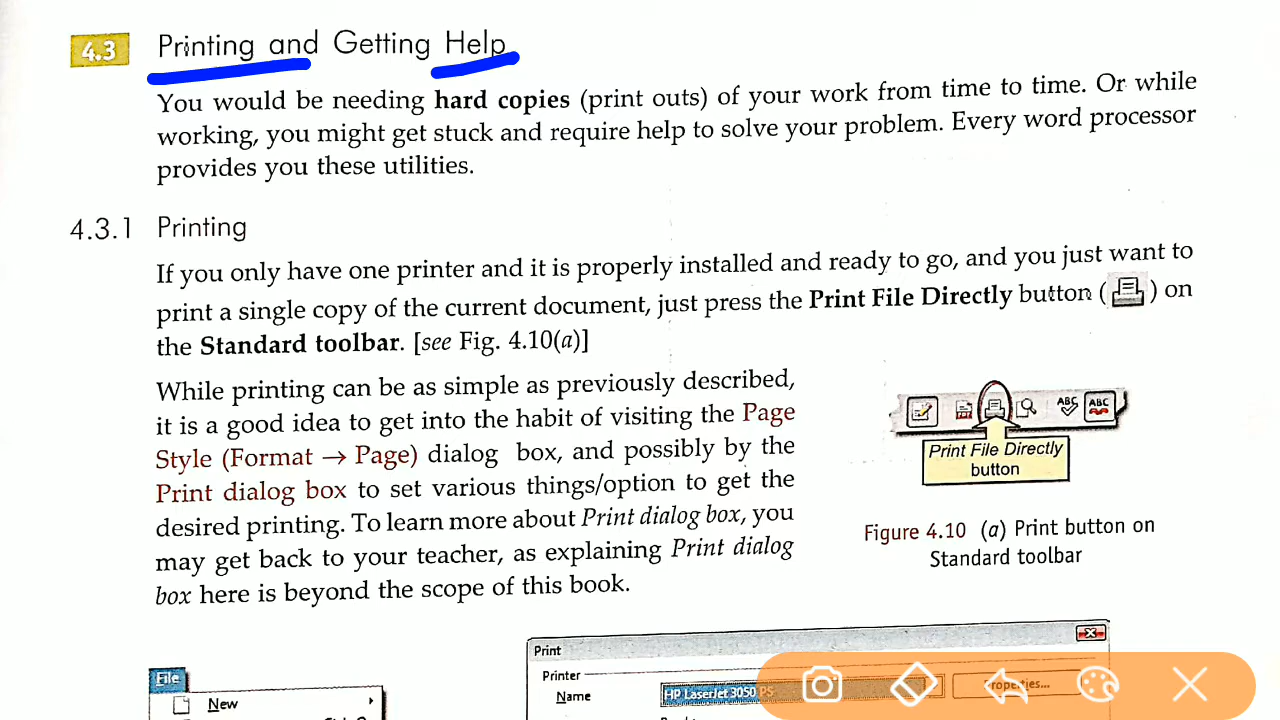 4.3 Printing and Getting Help
You would be needing hard copies (print outs) of your work from time to time. Or while
working, you might get stuck and require help to solve your problem. Every word processor
provides you these utilities.
4.3.1 Printing
If you only have one printer and it is properly installed and ready to go, and you just want to
print a single copy of the current document, just press the Print File Directly button ( ) on
the Standard toolbar. [see Fig. 4.10(a)]
While printing can be as simple as previously described,
it is a good idea to get into the habit of visiting the Page
Style (Format → Page) dialog box, and possibly by the
Print dialog box to set various things/option to get the
desired printing. To learn more about Print dialog box, you
may get back to your teacher, as explaining Print dialog
box here is beyond the scope of this book.
ABC ABC
Print File Directly
button
Figure 4.10 (a) Print button on
Standard toolbar
File
New
Print
Printer
Name
HP LaserJet 3050 PS
Properties...